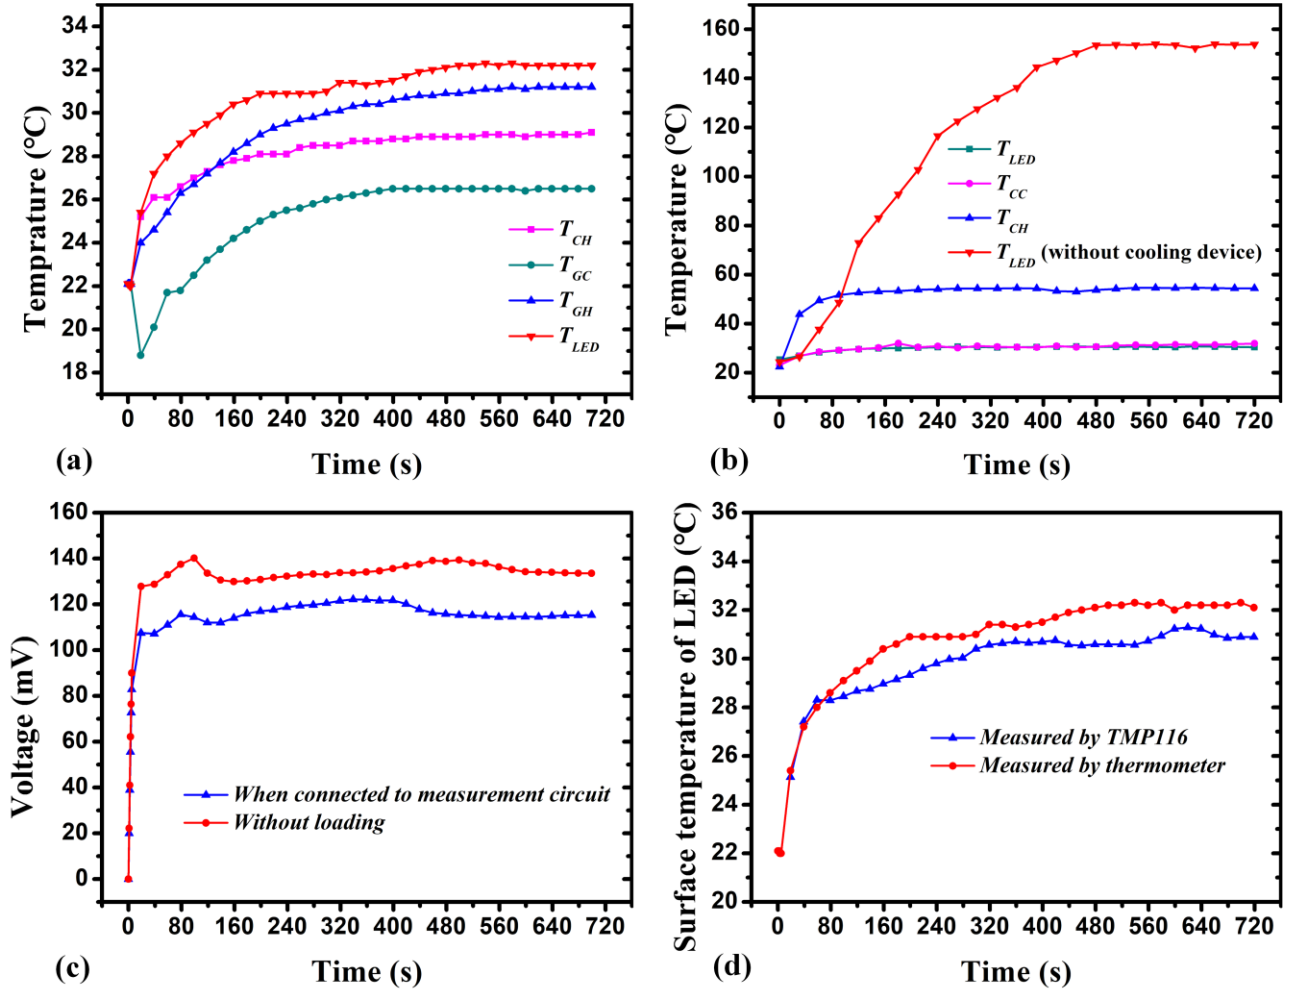 34
32
30
28
26
24
22
20
18
Temprature (°C)
T_CH
T_GC
T_GH
T_LED
0 80 160 240 320 400 480 560 640 720
(a)
Time (s)
160
140
120
100
80
60
40
20
Temperature (°C)
T_LED
T_CC
T_CH
T_LED (without cooling device)
0 80 160 240 320 400 480 560 640 720
(b)
Time (s)
160
140
120
100
80
60
40
20
0
Voltage (mV)
When connected to measurement circuit
Without loading
0 80 160 240 320 400 480 560 640 720
(c)
Time (s)
36
34
32
30
28
26
24
22
20
Surface temperature of LED (°C)
Measured by TMP116
Measured by thermometer
0 80 160 240 320 400 480 560 640 720
(d)
Time (s)